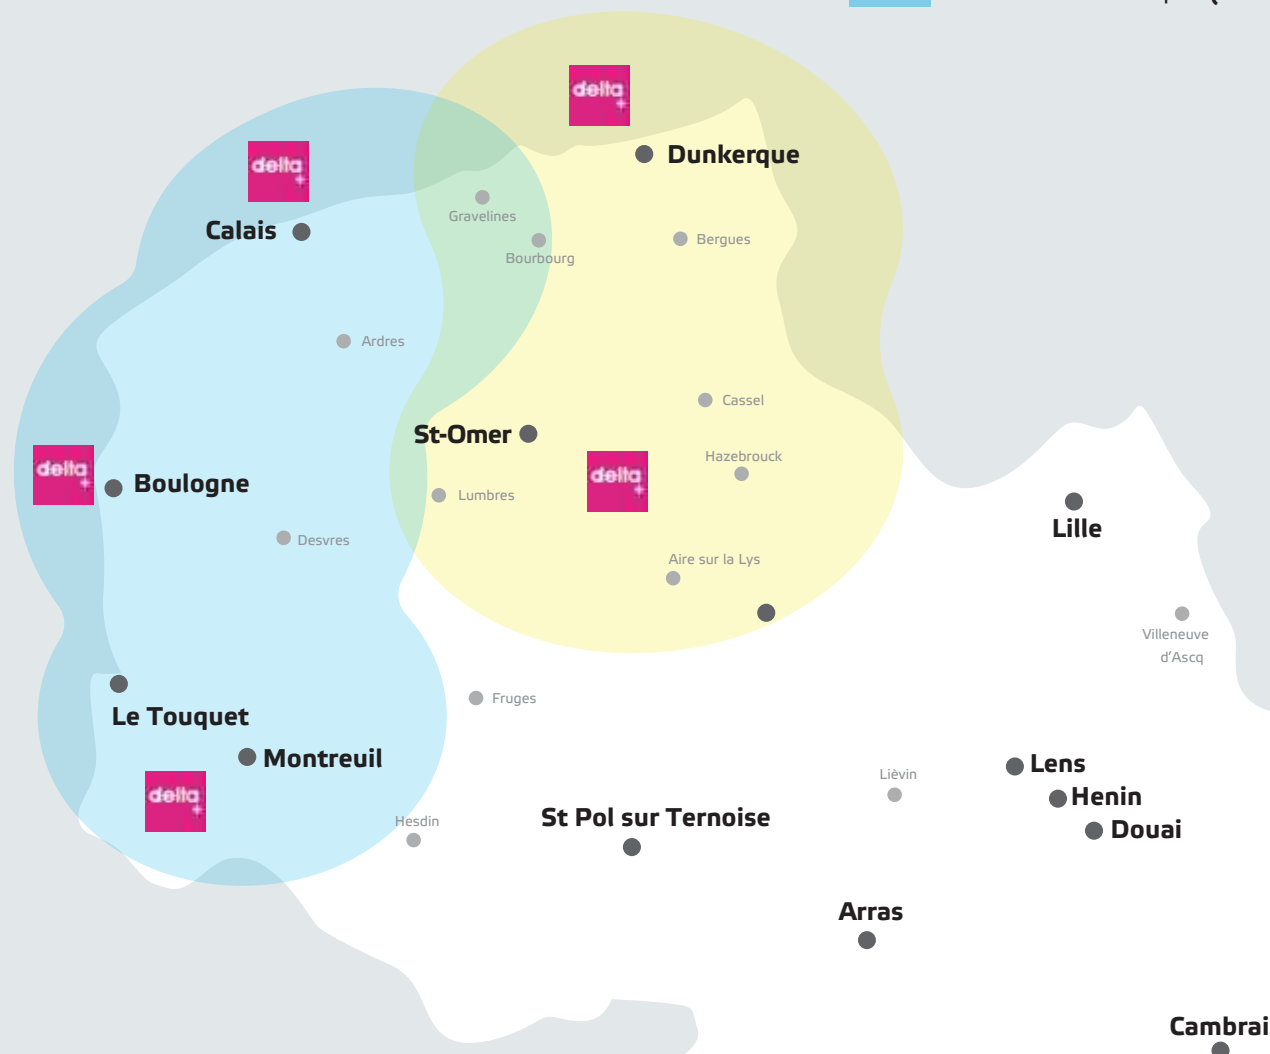 delta
+
Dunkerque
delta
+
Gravelines
Calais
Bergues
Bourbourg
Ardres
Cassel
St-Omer
Hazebrouck
delta
+
Boulogne
delta
+
Lumbres
Lille
Desvres
Aire sur la Lys
Villeneuve
d'Ascq
Fruges
Le Touquet
Montreuil
Lens
Lièvin
delta
+
Henin
St Pol sur Ternoise
Hesdin
Douai
Arras
Cambrai